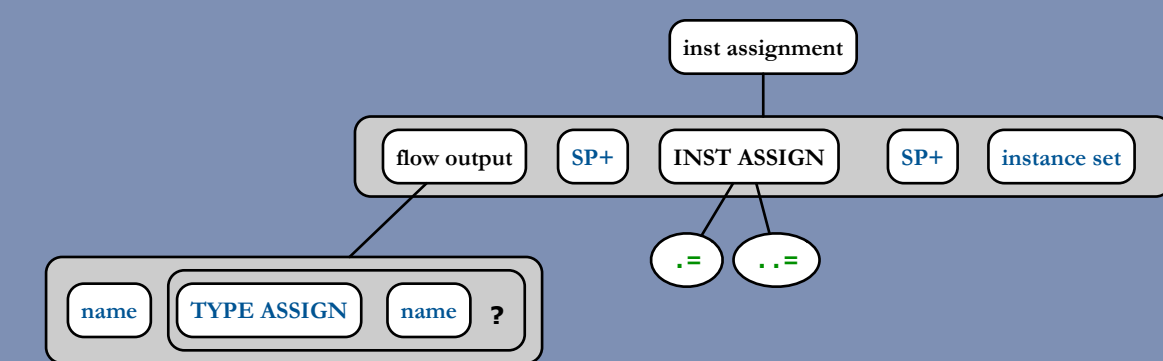 inst assignment
flow output SP+ INST ASSIGN SP+ instance set
.= ..=
name TYPE ASSIGN name ?